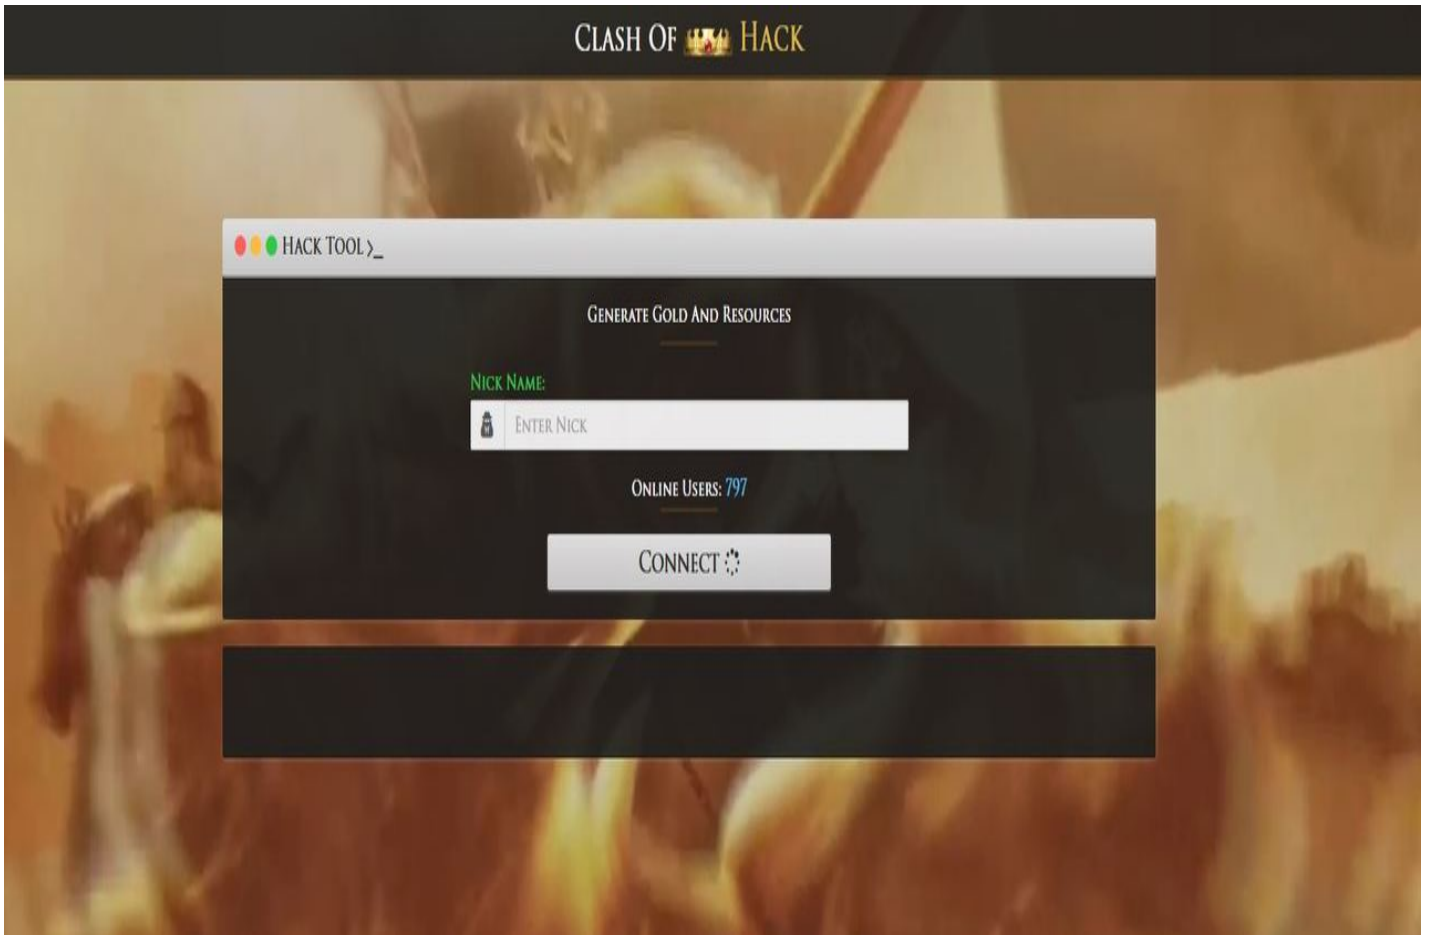 CLASH OF HACK
HACK TOOL >_
GENERATE GOLD AND RESOURCES
NICK NAME:
ENTER NICK
ONLINE USERS: 797
CONNECT